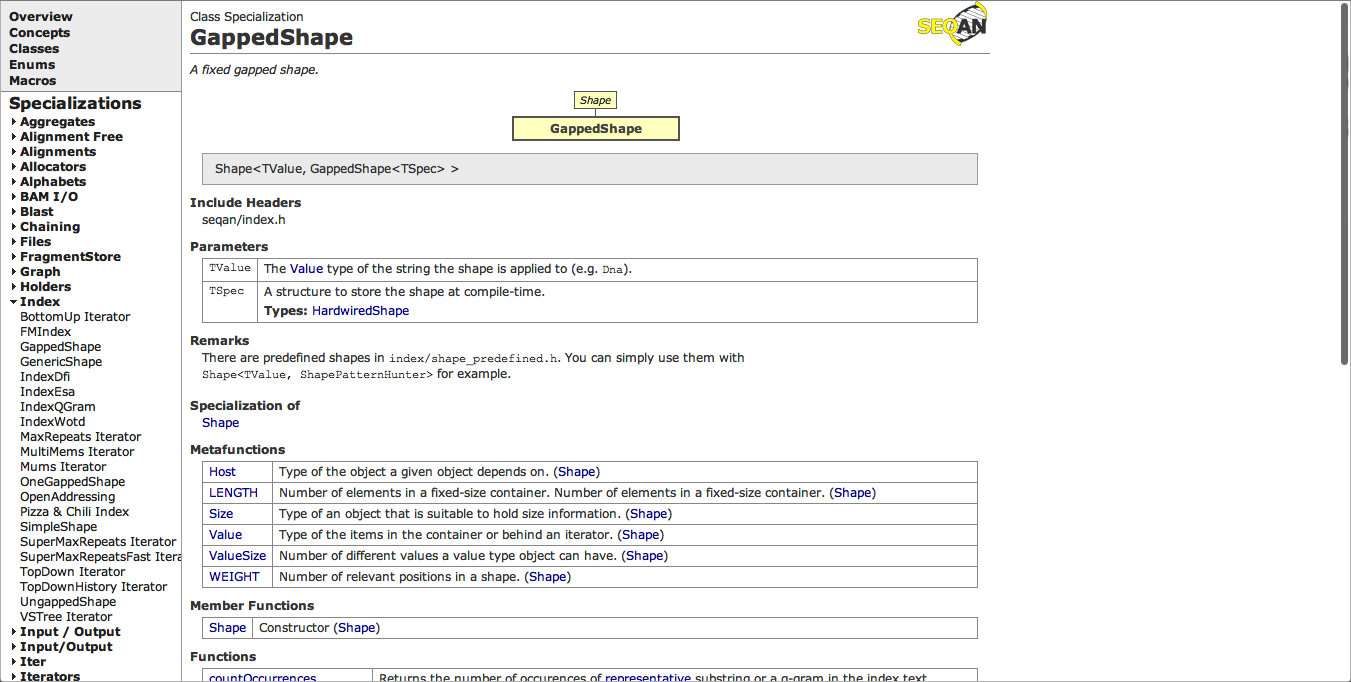 Overview
Concepts
Classes
Enums
Macros
Specializations
Aggregates
Alignment Free
Alignments
Allocators
Alphabets
BAM I/O
Blast
Chaining
Files
FragmentStore
Graph
Holders
Index
BottomUp Iterator
FMIndex
GappedShape
GenericShape
IndexDfi
IndexEsa
IndexQGram
IndexWotd
MaxRepeats Iterator
MultiMems Iterator
Mums Iterator
OneGappedShape
OpenAddressing
Pizza & Chili Index
SimpleShape
SuperMaxRepeats Iterator
SuperMaxRepeatsFast Itera
TopDown Iterator
TopDownHistory Iterator
UngappedShape
VSTree Iterator
Input / Output
Input/Output
Iter
Iterators
Class Specialization
GappedShape
SEQAN
A fixed gapped shape.
Shape
GappedShape
Shape<TValue, GappedShape<TSpec> >
Include Headers
seqan/index.h
Parameters
TValue The Value type of the string the shape is applied to (e.g. Dna).
TSpec A structure to store the shape at compile-time.
Types: HardwiredShape
Remarks
There are predefined shapes in index/shape_predefined.h. You can simply use them with
Shape<TValue, ShapePatternHunter> for example.
Specialization of
Shape
Metafunctions
Host Type of the object a given object depends on. (Shape)
LENGTH Number of elements in a fixed-size container. Number of elements in a fixed-size container. (Shape)
Size Type of an object that is suitable to hold size information. (Shape)
Value Type of the items in the container or behind an iterator. (Shape)
ValueSize Number of different values a value type object can have. (Shape)
WEIGHT Number of relevant positions in a shape. (Shape)
Member Functions
Shape Constructor (Shape)
Functions
countOccurrences Returns the number of occurences of representative substring or a q-gram in the index text.